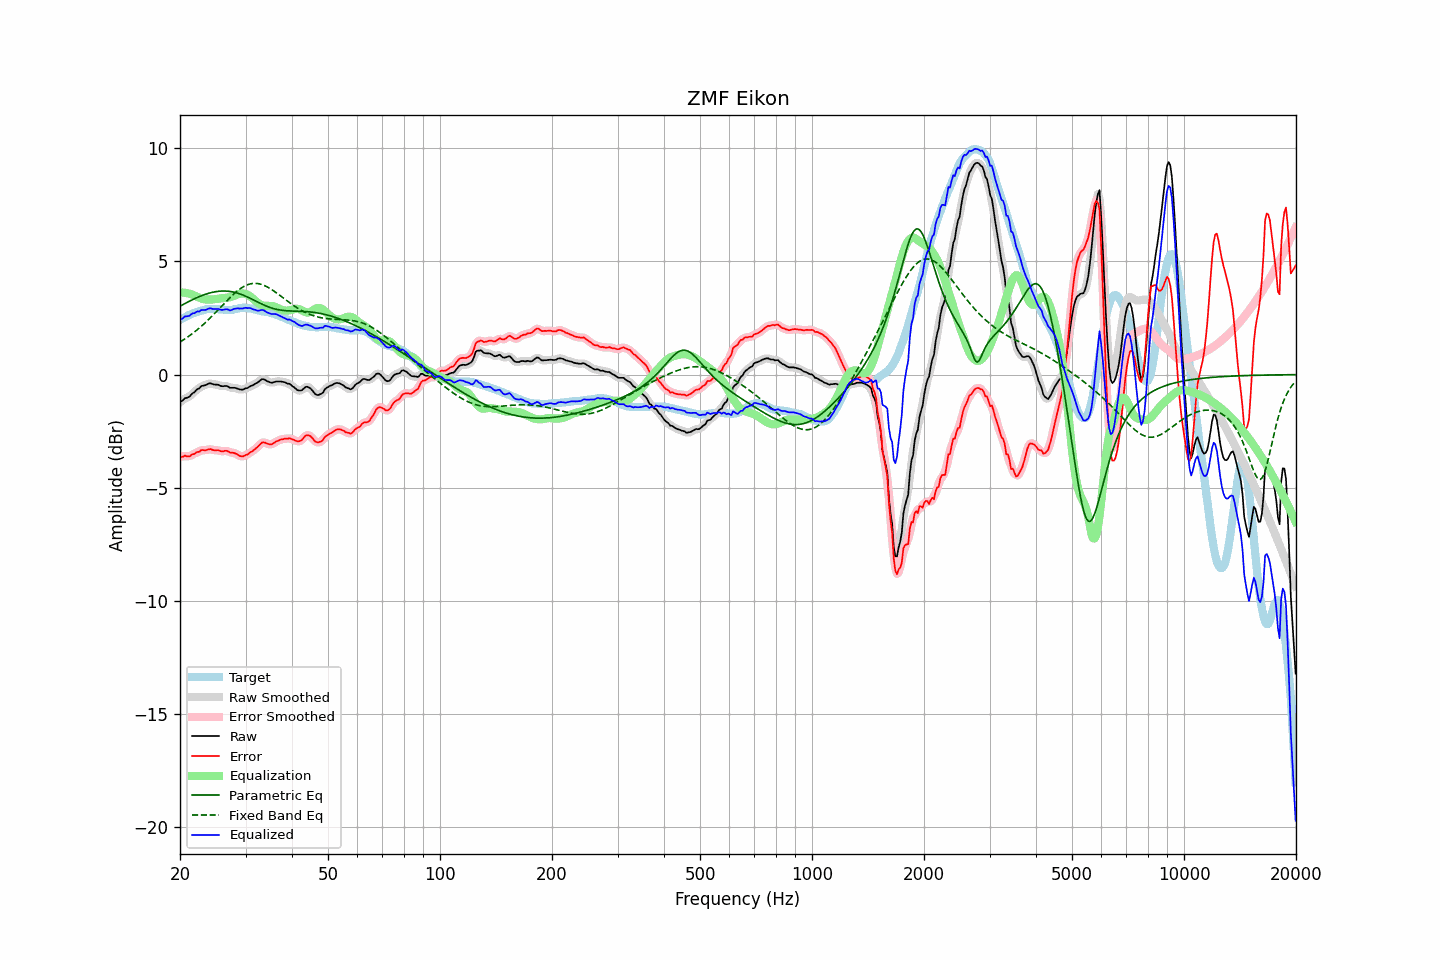 ZMF Eikon
10
5
0
−5
−10
−15
−20
Amplitude (dBr)
Target
Raw Smoothed
Error Smoothed
Raw
Error
Equalization
Parametric Eq
Fixed Band Eq
Equalized
20 50 100 200 500 1000 2000 5000 10000 20000
Frequency (Hz)